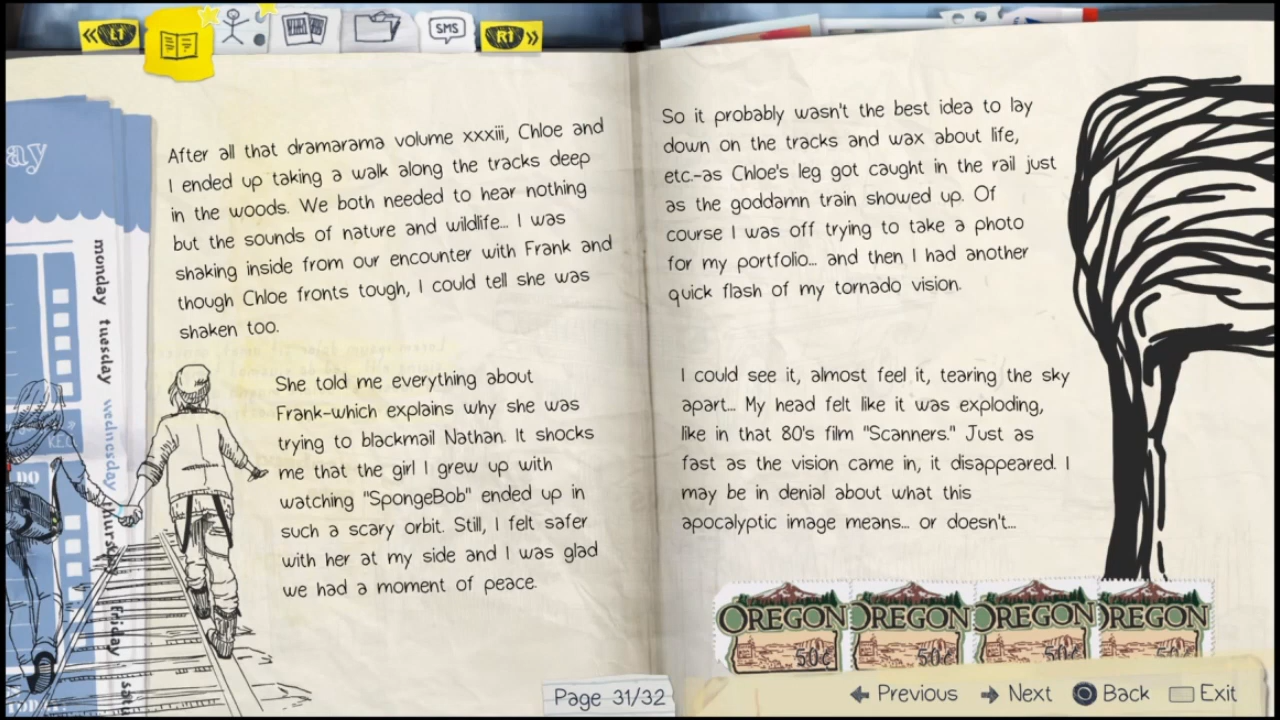 L1
SMS
R1
ay
monday tuesday wednesday thursday friday satu
REC
no
After all that dramarama volume xxxiii, Chloe and
I ended up taking a walk along the tracks deep
in the woods. We both needed to hear nothing
but the sounds of nature and wildlife... I was
shaking inside from our encounter with Frank and
though Chloe fronts tough, I could tell she was
shaken too.
She told me everything about
Frank-which explains why she was
trying to blackmail Nathan. It shocks
me that the girl I grew up with
watching "SpongeBob" ended up in
such a scary orbit. Still, I felt safer
with her at my side and I was glad
we had a moment of peace.
So it probably wasn't the best idea to lay
down on the tracks and wax about life,
etc.-as Chloe's leg got caught in the rail just
as the goddamn train showed up. Of
course I was off trying to take a photo
for my portfolio... and then I had another
quick flash of my tornado vision.
I could see it, almost feel it, tearing the sky
apart... My head felt like it was exploding,
like in that 80's film "Scanners." Just as
fast as the vision came in, it disappeared. I
may be in denial about what this
apocalyptic image means... or doesn't...
OREGON OREGON OREGON OREGON
50¢ 50¢ 50¢ 50¢
Page 31/32
Previous Next Back Exit